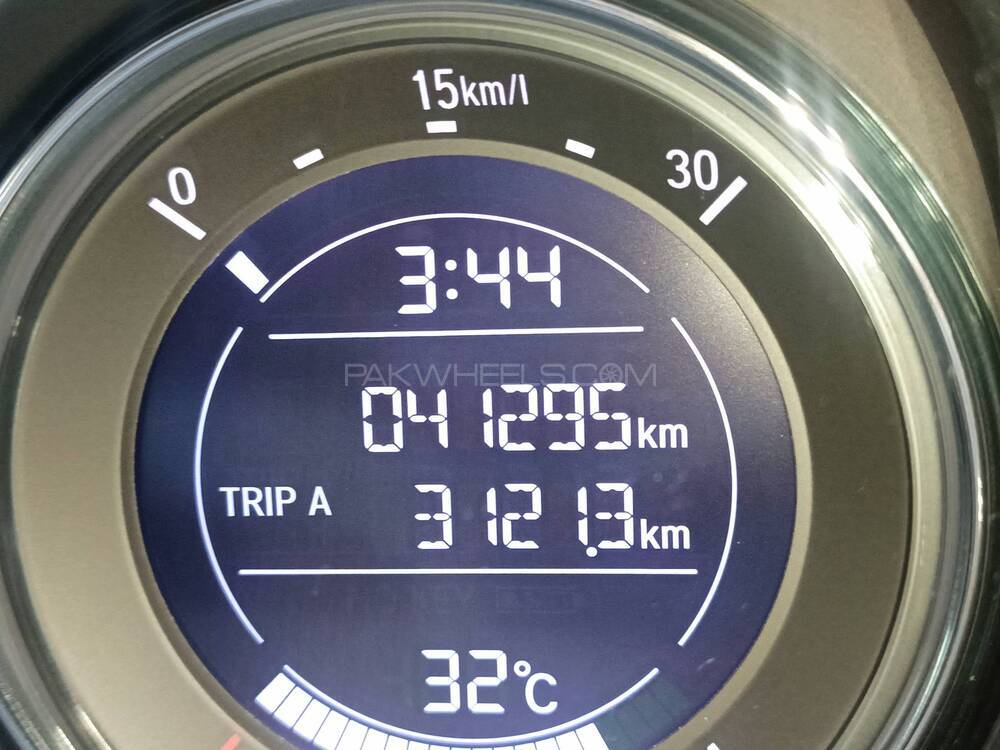 15km/l
0
30
3:44
PAKWHEELS.COM
041295km
TRIP A 3121.3km
32°C